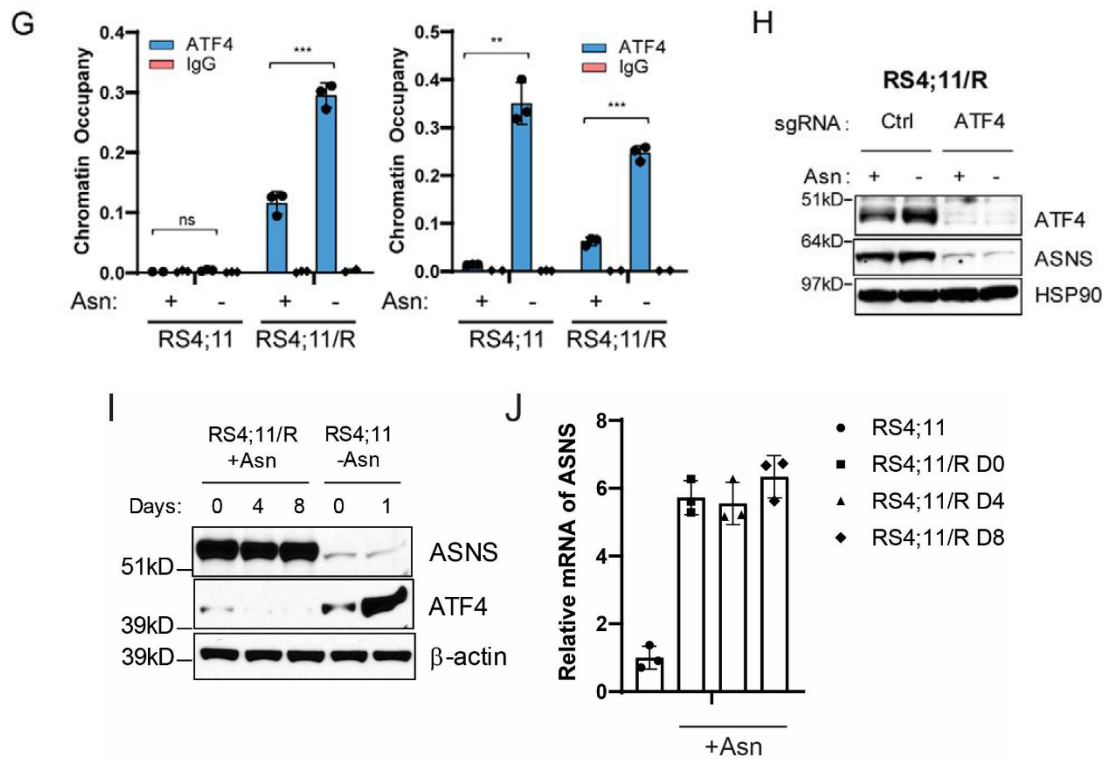 G
Chromatin Occupany
0.4
0.3
0.2
0.1
0.0
ATF4
IgG
***
ns
Asn: + - + -
RS4;11 RS4;11/R
Chromatin Occupany
0.5
0.4
0.3
0.2
0.1
0.0
ATF4
IgG
**
***
Asn: + - + -
RS4;11 RS4;11/R
H
RS4;11/R
sgRNA : Ctrl ATF4
Asn : + - + -
51kD
ATF4
64kD
ASNS
97kD
HSP90
I
RS4;11/R RS4;11
+Asn -Asn
Days: 0 4 8 0 1
ASNS
51kD
ATF4
39kD
39kD
β-actin
J
Relative mRNA of ASNS
8
6
4
2
0
+Asn
RS4;11
RS4;11/R D0
RS4;11/R D4
RS4;11/R D8